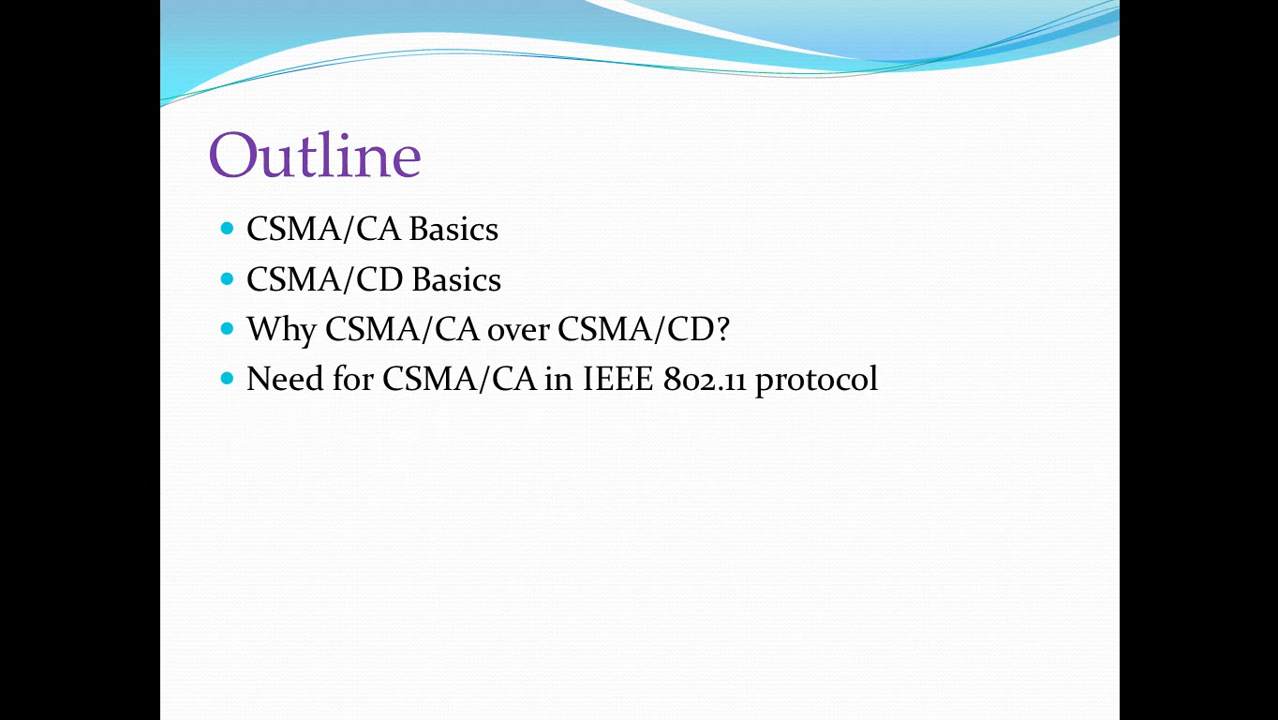 Outline
• CSMA/CA Basics
• CSMA/CD Basics
• Why CSMA/CA over CSMA/CD?
• Need for CSMA/CA in IEEE 802.11 protocol